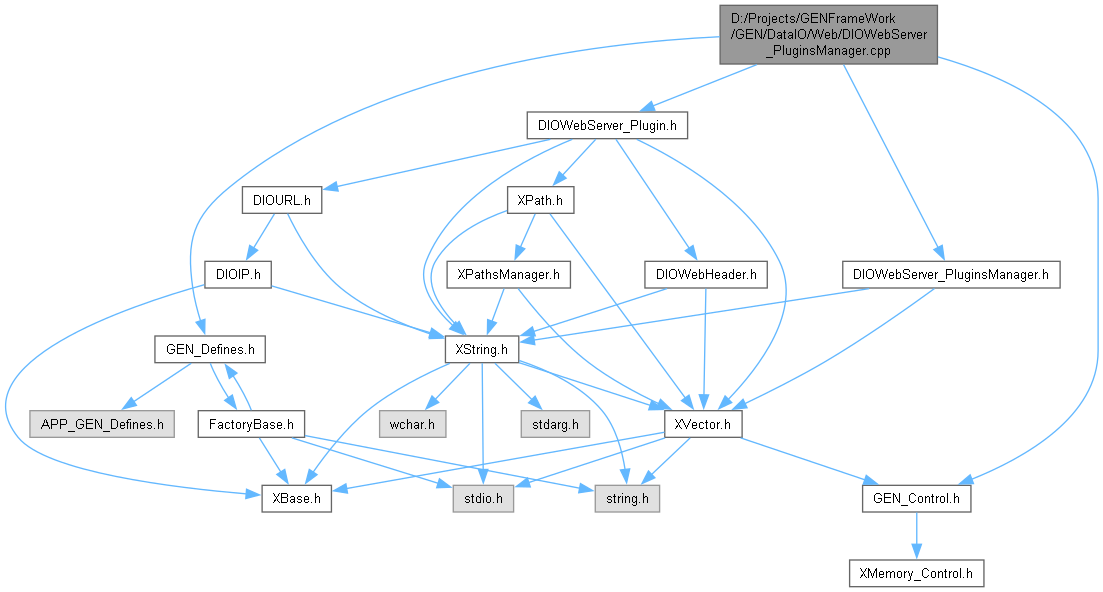 D:/Projects/GENFrameWork
/GEN/DataIO/Web/DIOWebServer
_PluginsManager.cpp
DIOWebServer_Plugin.h
DIOURL.h
XPath.h
DIOIP.h
XPathsManager.h
DIOWebHeader.h
DIOWebServer_PluginsManager.h
GEN_Defines.h
XString.h
APP_GEN_Defines.h
FactoryBase.h
wchar.h
stdarg.h
XVector.h
XBase.h
stdio.h
string.h
GEN_Control.h
XMemory_Control.h